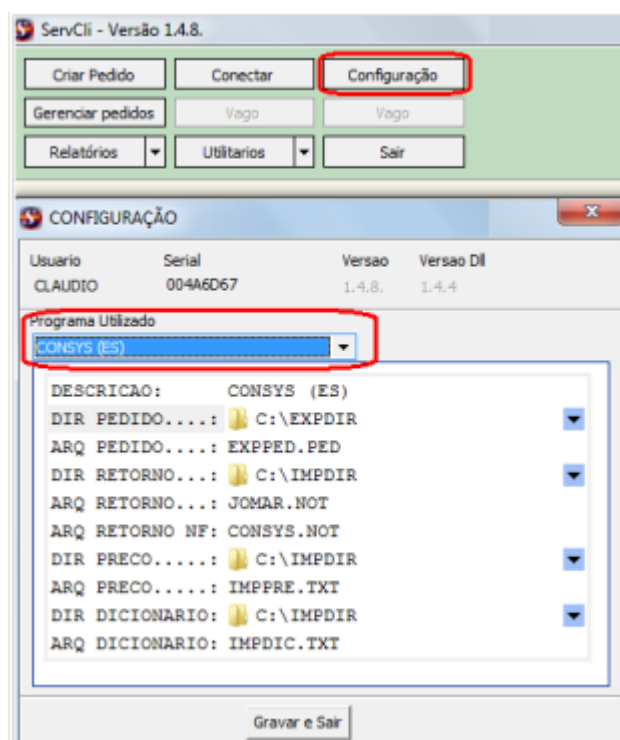 ServCli - Versão 1.4.8.
Criar Pedido Conectar Configuração
Gerenciar pedidos Vago Vago
Relatórios Utilitarios Sair
CONFIGURAÇÃO
Usuario Serial Versao Versao Dll
CLAUDIO 004A6D67 1.4.8. 1.4.4
Programa Utilizado
CONSYS (ES)
DESCRICAO: CONSYS (ES)
DIR PEDIDO....: C:\EXPDIR
ARQ PEDIDO....: EXPPED.PED
DIR RETORNO...: C:\IMPDIR
ARQ RETORNO...: JOMAR.NOT
ARQ RETORNO NF: CONSYS.NOT
DIR PRECO.....: C:\IMPDIR
ARQ PRECO.....: IMPPRE.TXT
DIR DICIONARIO: C:\IMPDIR
ARQ DICIONARIO: IMPDIC.TXT
Gravar e Sair